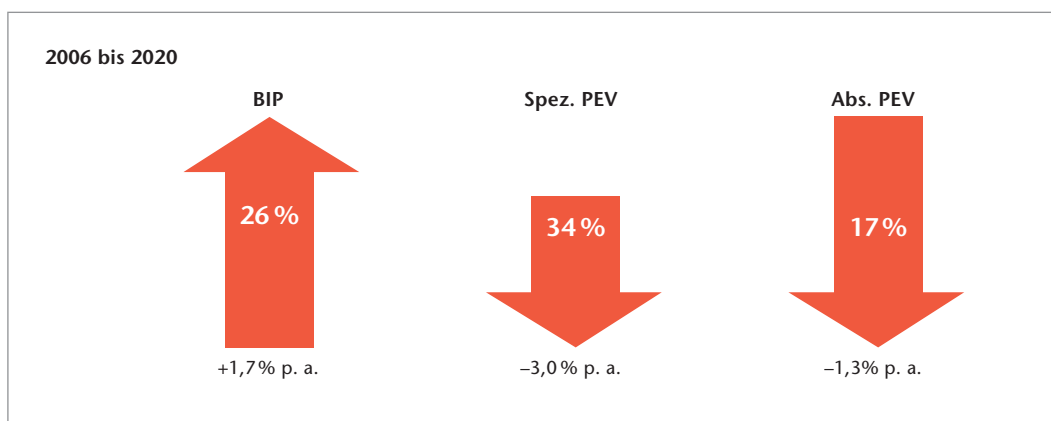 2006 bis 2020
BIP Spez. PEV Abs. PEV
26 % 34 % 17 %
+1,7 % p. a. –3,0 % p. a. –1,3% p. a.